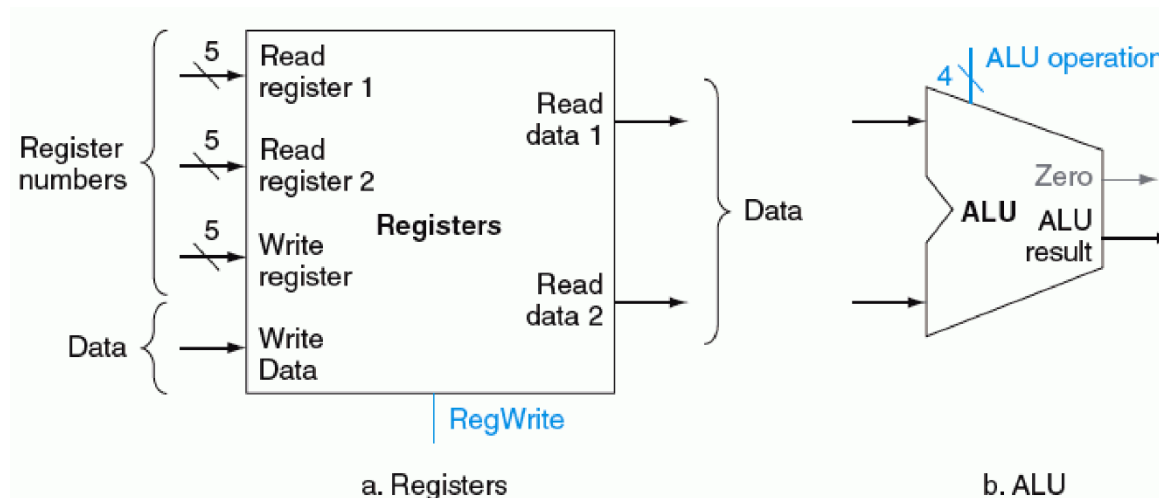 Register
numbers
Data
5
Read
register 1
5
Read
register 2
5
Write
register
Write
Data
Registers
Read
data 1
Read
data 2
RegWrite
Data
a. Registers
4
ALU operation
Zero
ALU
ALU
result
b. ALU